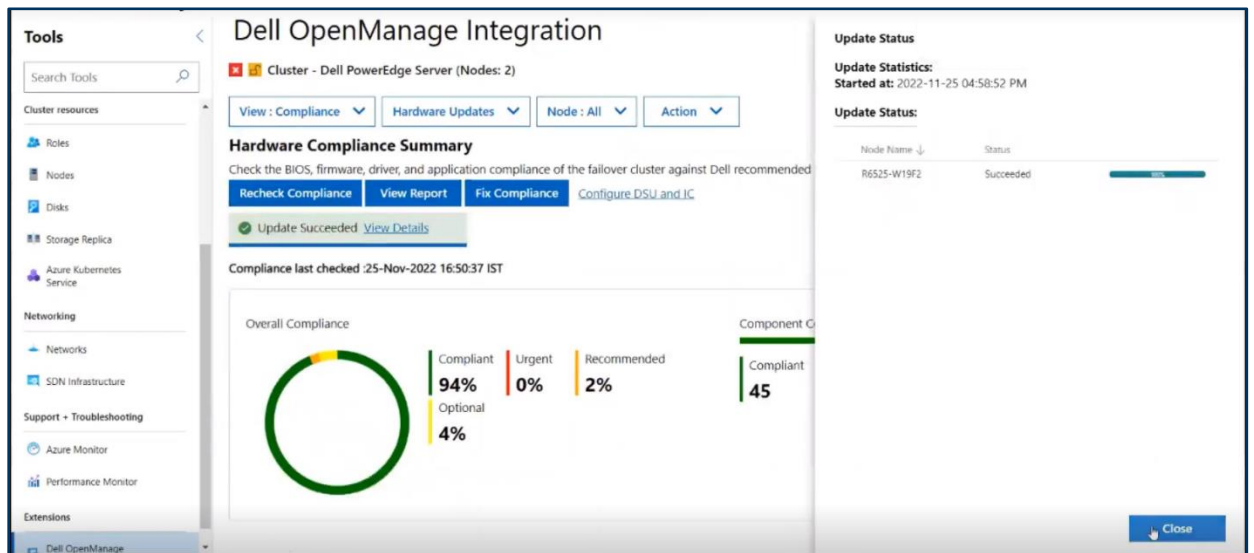 Tools
Search Tools
Cluster resources
Roles
Nodes
Disks
Storage Replica
Azure Kubernetes
Service
Networking
Networks
SDN Infrastructure
Support + Troubleshooting
Azure Monitor
Performance Monitor
Extensions
Dell OpenManage
Dell OpenManage Integration
Cluster - Dell PowerEdge Server (Nodes: 2)
View : Compliance
Hardware Updates
Node : All
Action
Hardware Compliance Summary
Check the BIOS, firmware, driver, and application compliance of the failover cluster against Dell recommended
Recheck Compliance
View Report
Fix Compliance
Configure DSU and IC
Update Succeeded View Details
Compliance last checked :25-Nov-2022 16:50:37 IST
Overall Compliance
Compliant
94%
Urgent
0%
Recommended
2%
Optional
4%
Component
Compliant
45
Update Status
Update Statistics:
Started at: 2022-11-25 04:58:52 PM
Update Status:
Node Name Status
R6525-W19F2 Succeeded
Close